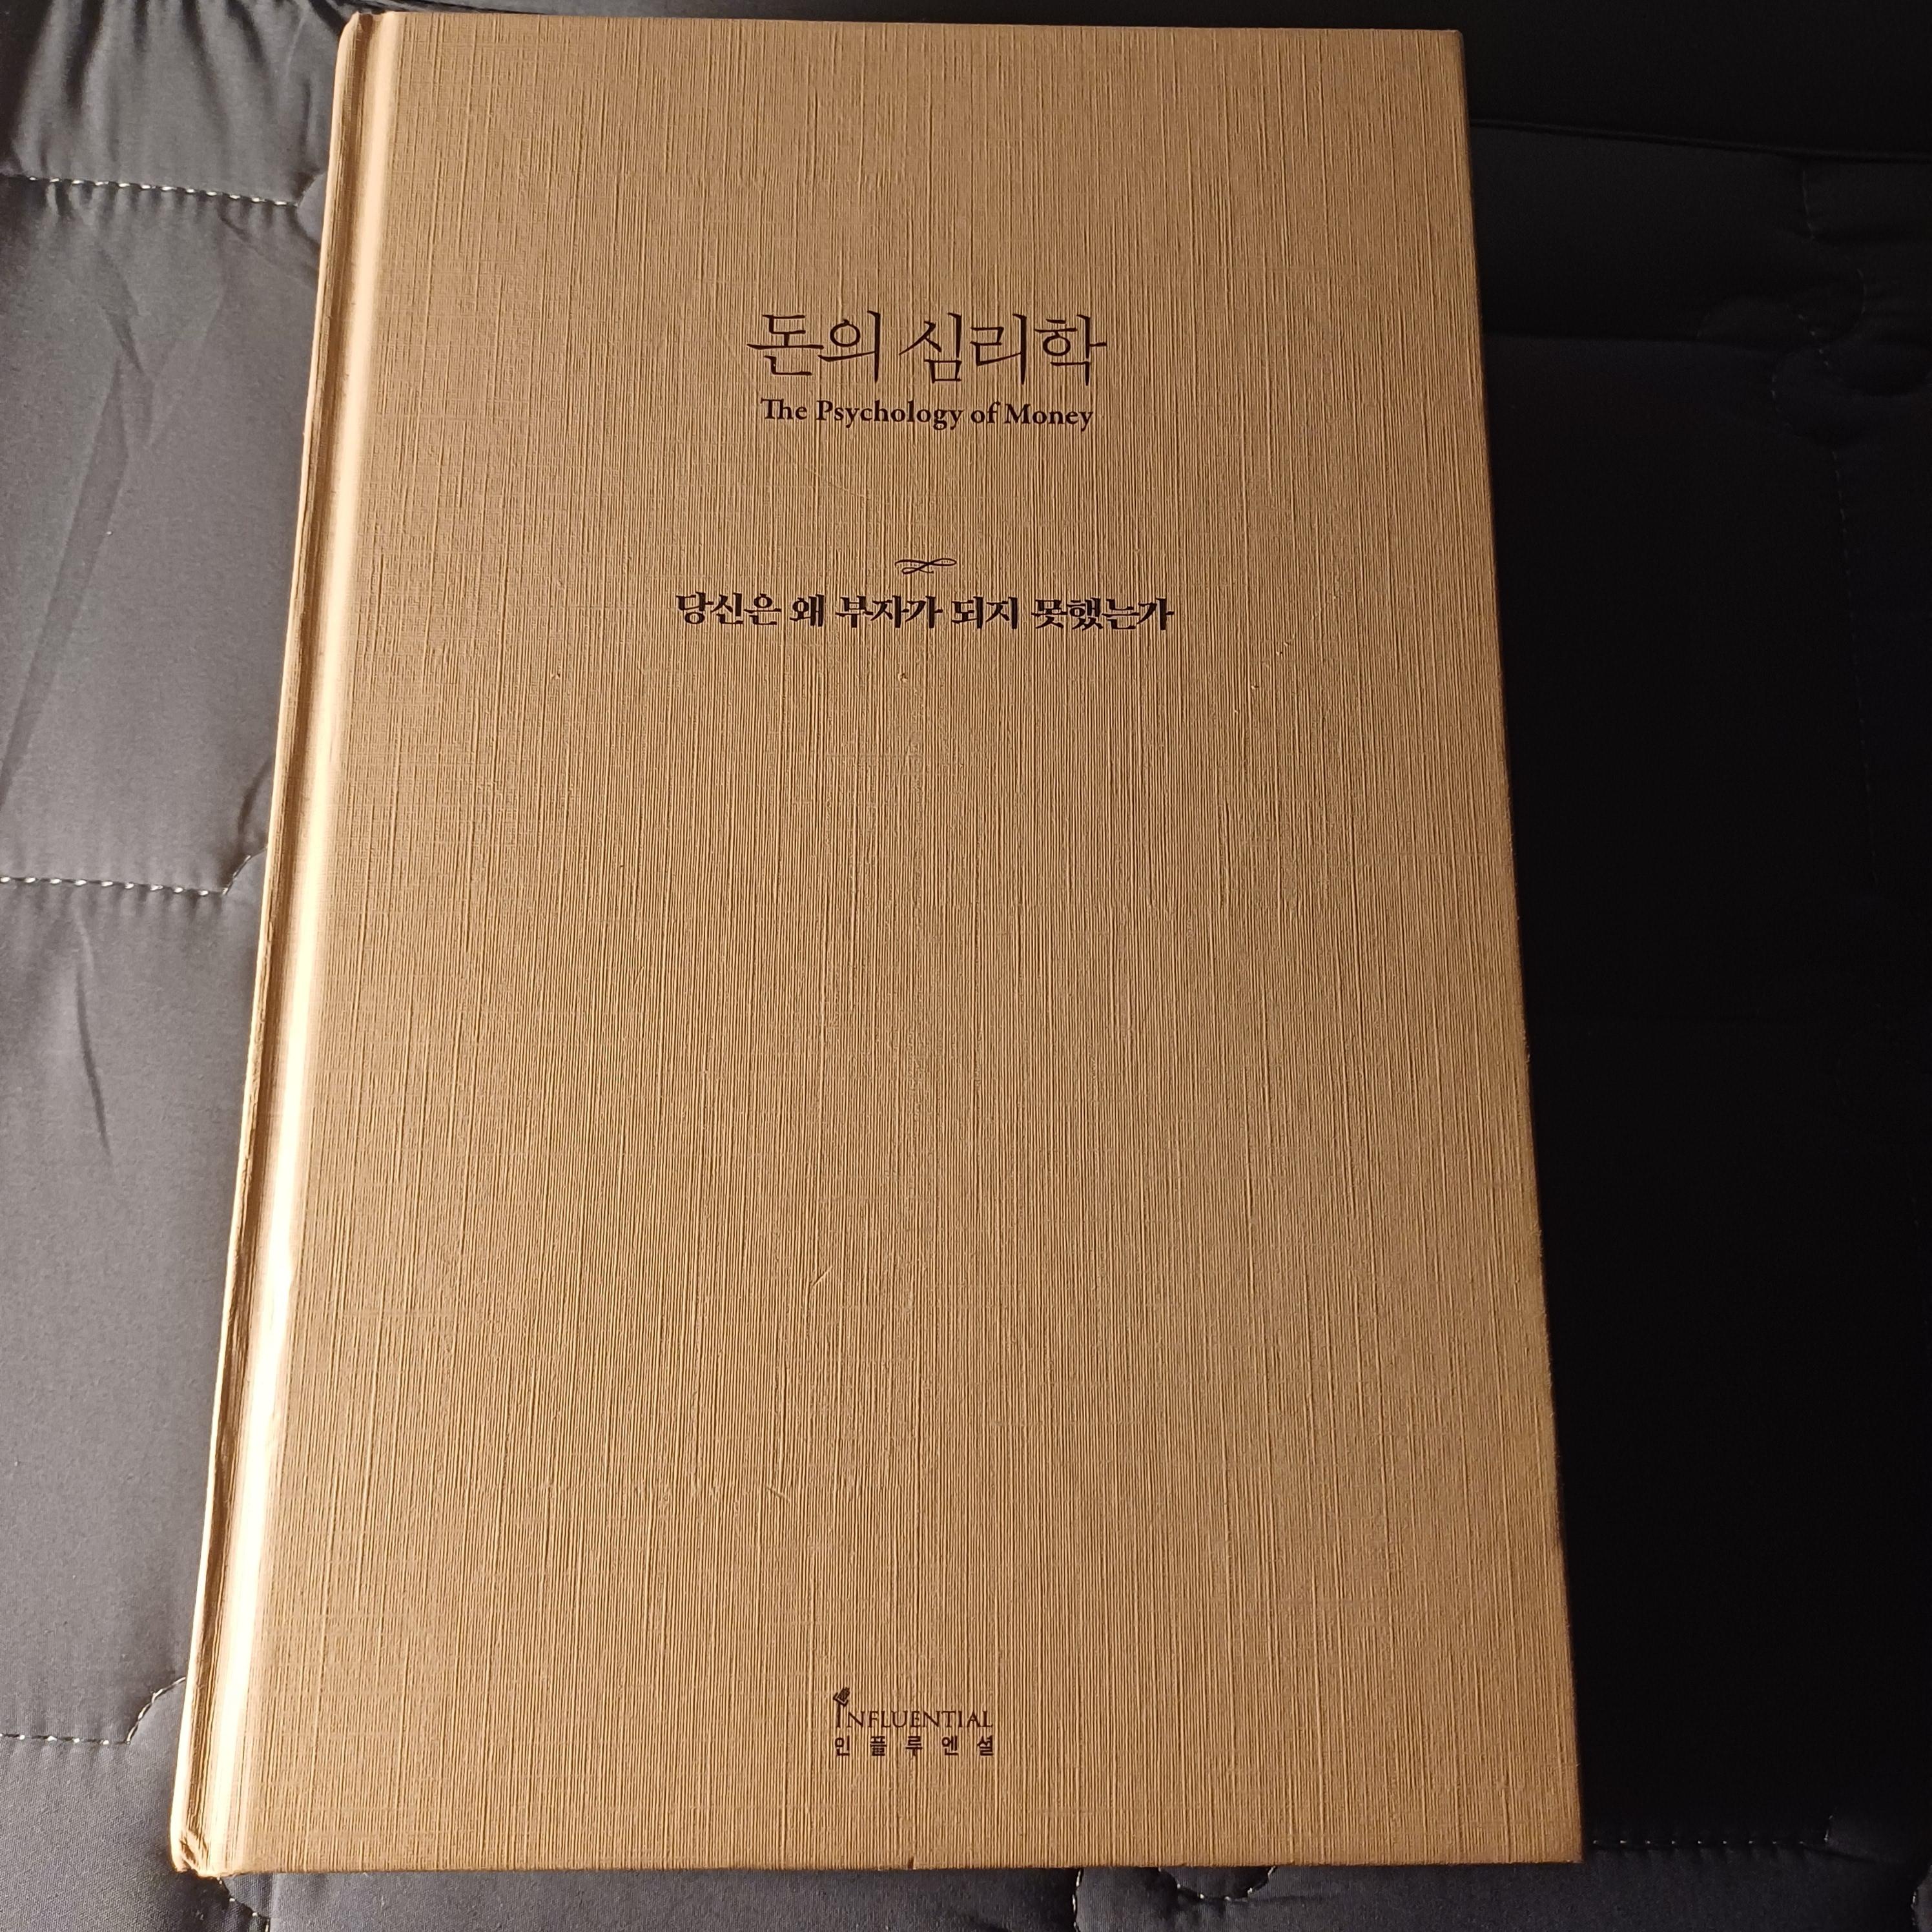 돈의 심리학
The Psychology of Money
당신은 왜 부자가 되지 못했는가
INFLUENTIAL
인플루엔셜